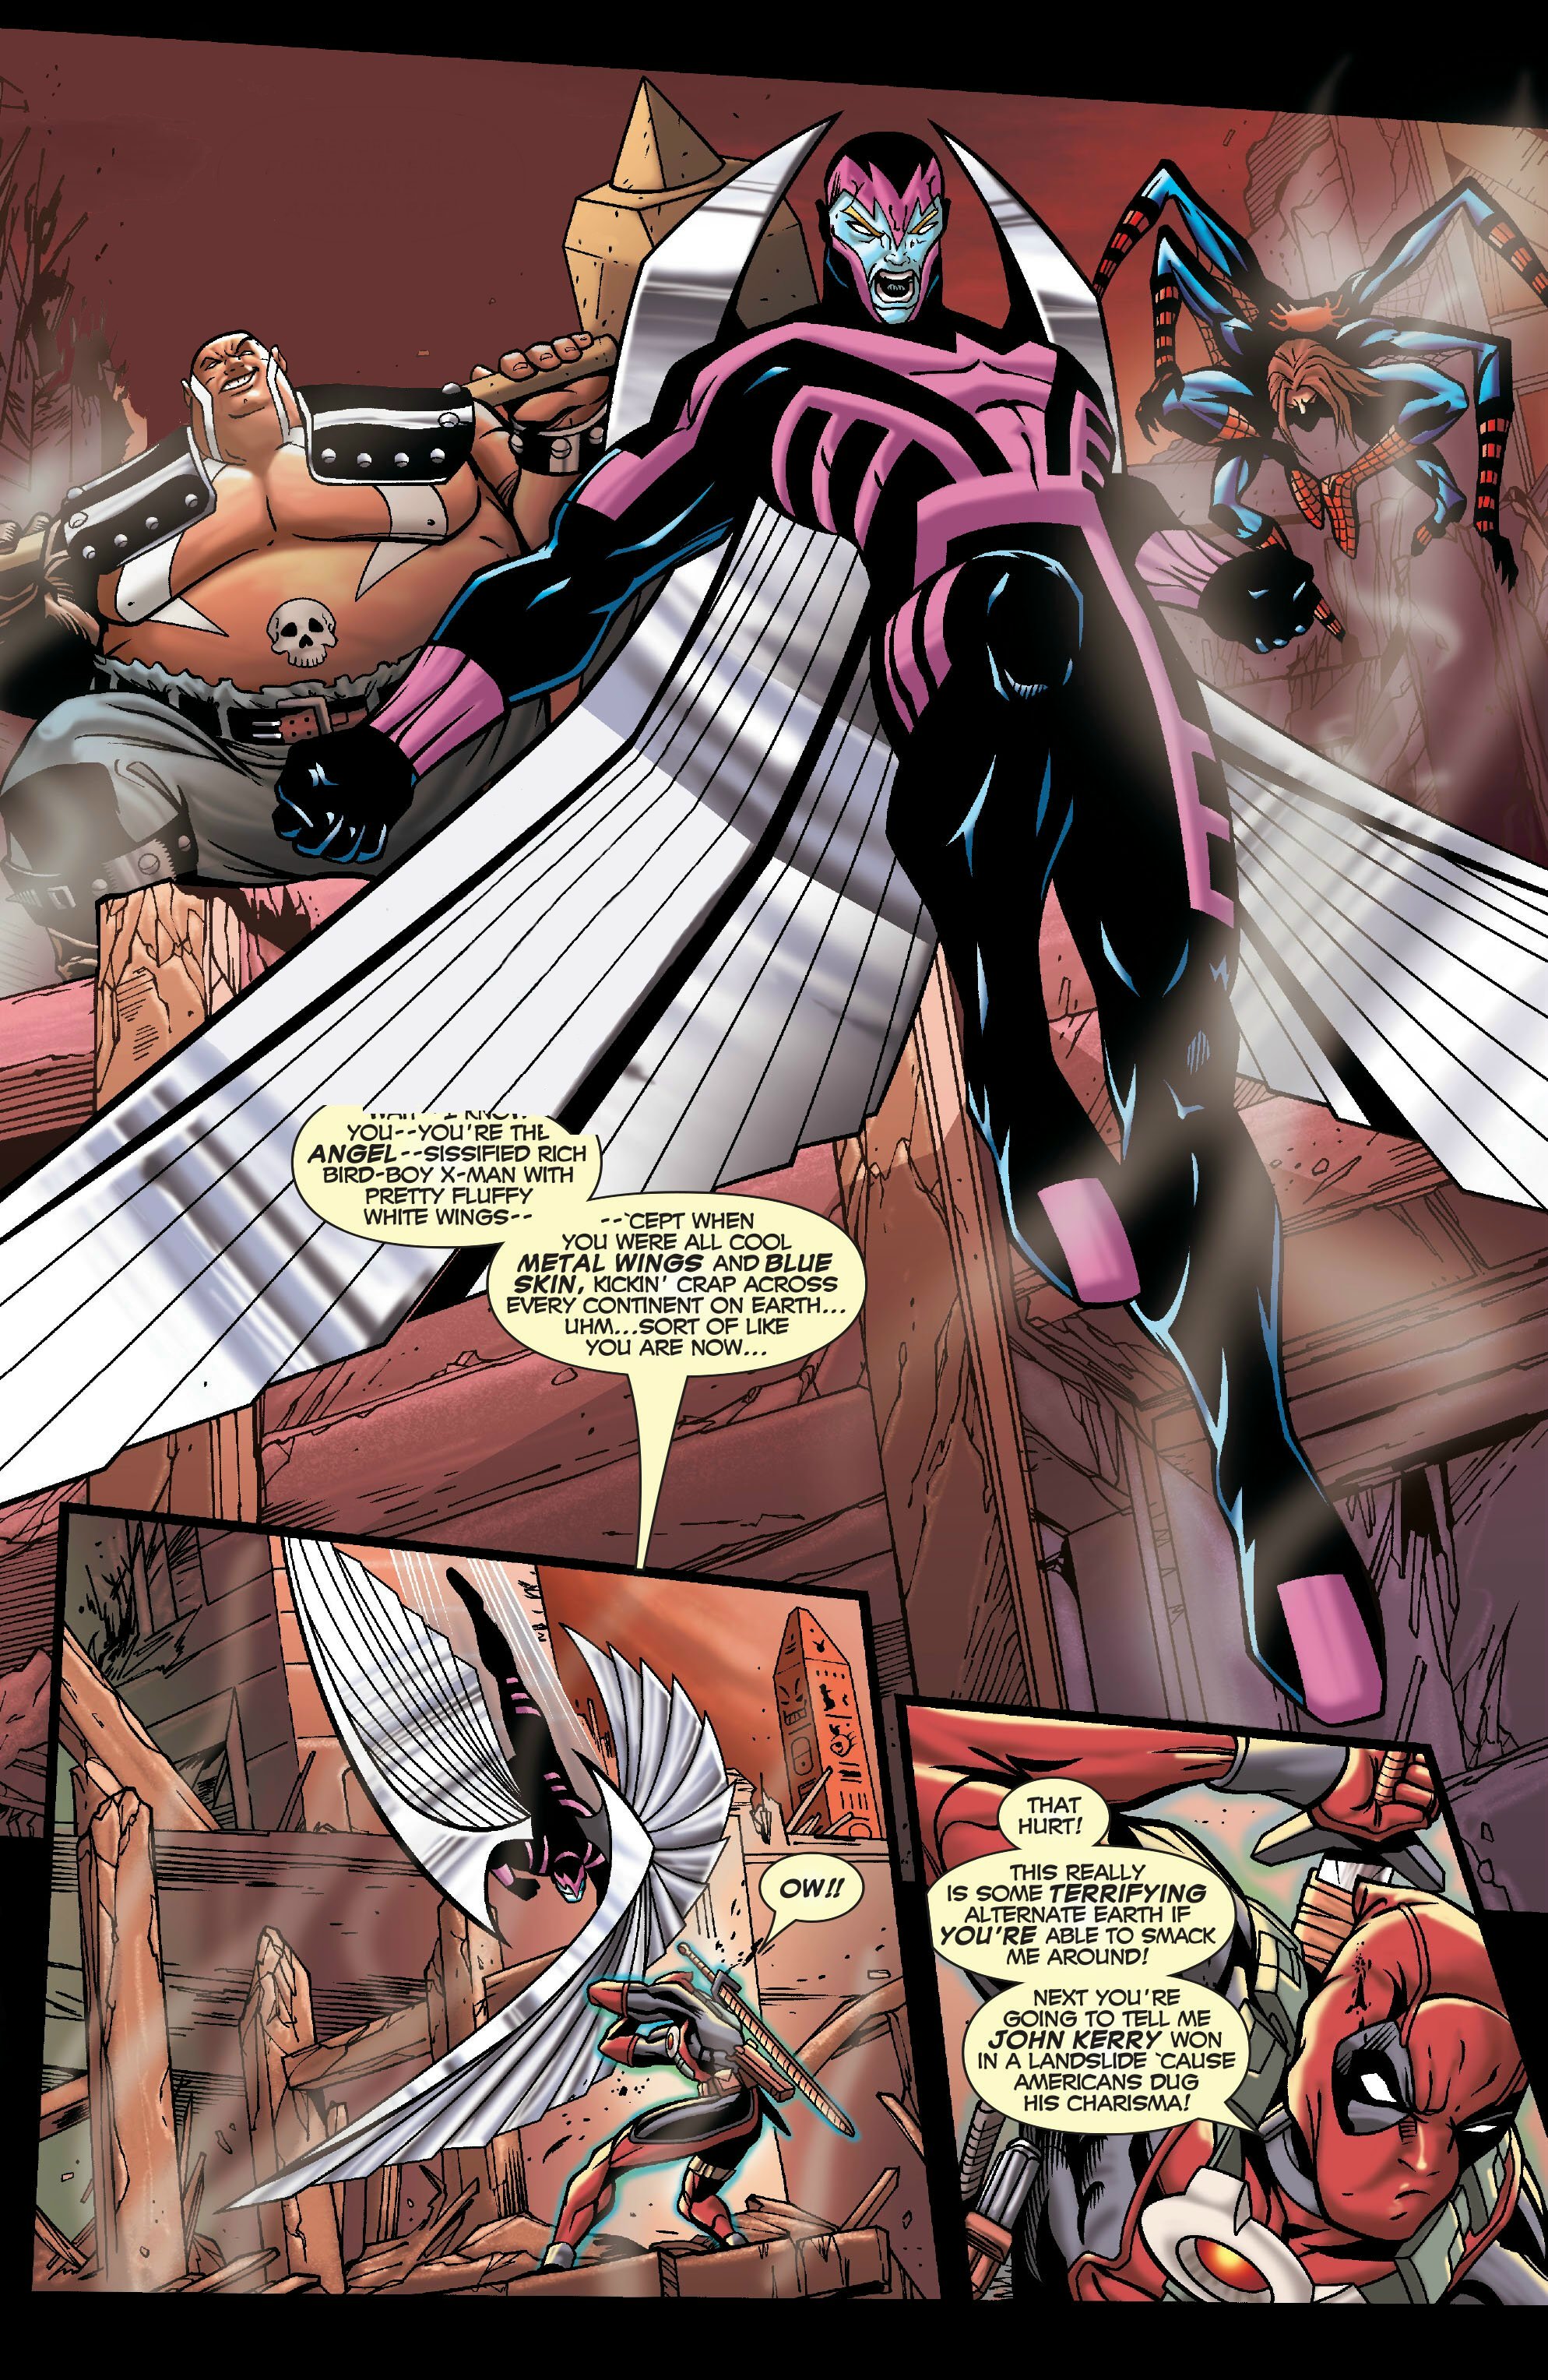 YOU--YOU'RE THE
ANGEL--SISSIFIED RICH
BIRD-BOY X-MAN WITH
PRETTY FLUFFY
WHITE WINGS--
--'CEPT WHEN
YOU WERE ALL COOL
METAL WINGS AND BLUE
SKIN, KICKIN' CRAP ACROSS
EVERY CONTINENT ON EARTH...
UHM...SORT OF LIKE
YOU ARE NOW...
OW!!
THAT
HURT!
THIS REALLY
IS SOME TERRIFYING
ALTERNATE EARTH IF
YOU'RE ABLE TO SMACK
ME AROUND!
NEXT YOU'RE
GOING TO TELL ME
JOHN KERRY WON
IN A LANDSLIDE 'CAUSE
AMERICANS DUG
HIS CHARISMA!